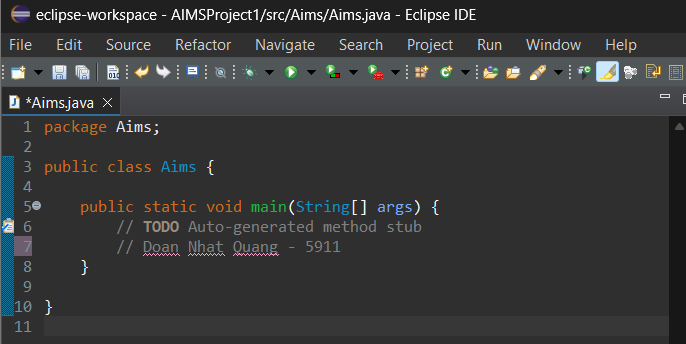 eclipse-workspace - AIMSProject1/src/Aims/Aims.java - Eclipse IDE
File Edit Source Refactor Navigate Search Project Run Window Help
*Aims.java
1 package Aims;
2
3 public class Aims {
4
5 public static void main(String[] args) {
6 // TODO Auto-generated method stub
7 // Doan Nhat Quang - 5911
8 }
9
10 }
11